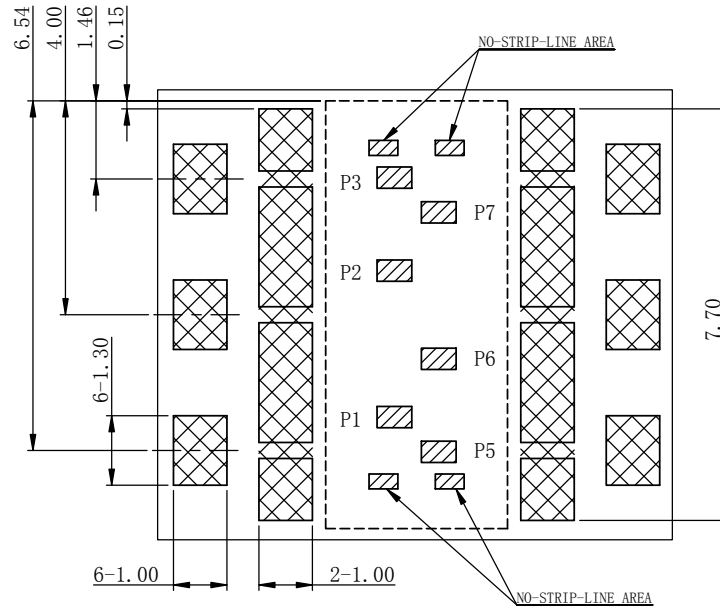 6.54
4.00
1.46
0.15
NO-STRIP-LINE AREA
P3
P7
P2
7.70
P6
6-1.30
P1
P5
6-1.00
2-1.00
NO-STRIP-LINE AREA